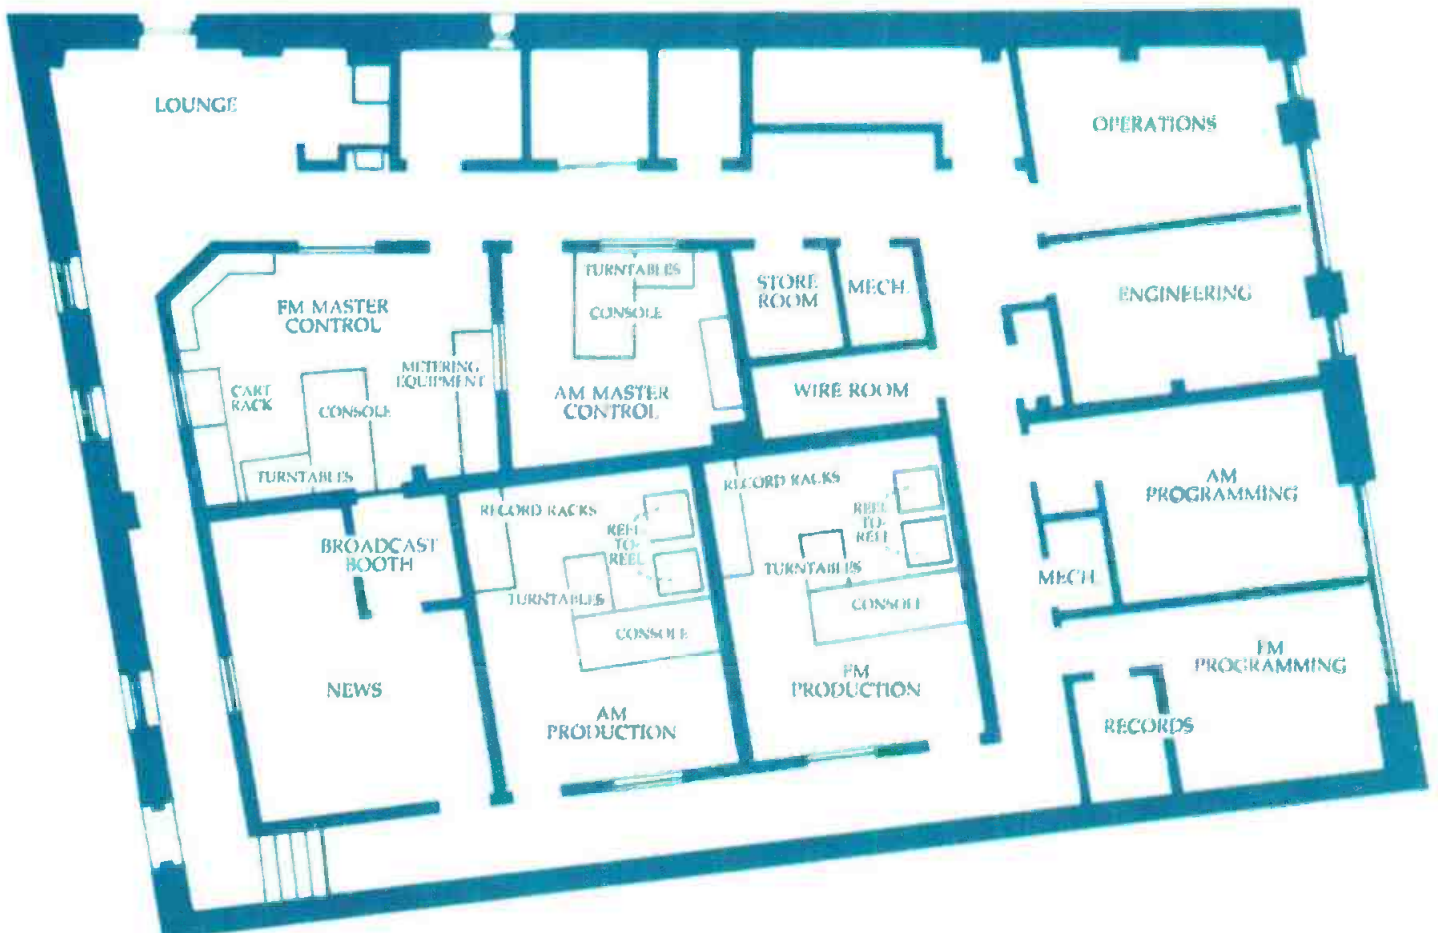 LOUNGE
OPERATIONS
TURNTABLES
CONSOLE
STORE
ROOM
MECH.
ENGINEERING
FM MASTER
CONTROL
METERING
EQUIPMENT
CART
RACK
CONSOLE
TURNTABLES
AM MASTER
CONTROL
WIRE ROOM
RECORD RACKS
REEL
TO-
REEL
TURNTABLES
CONSOLE
RECORD RACKS
REEL
TO-
REEL
TURNTABLES
CONSOLE
AM
PROGRAMMING
BROADCAST
BOOTH
MECH.
NEWS
AM
PRODUCTION
FM
PRODUCTION
FM
PROGRAMMING
RECORDS